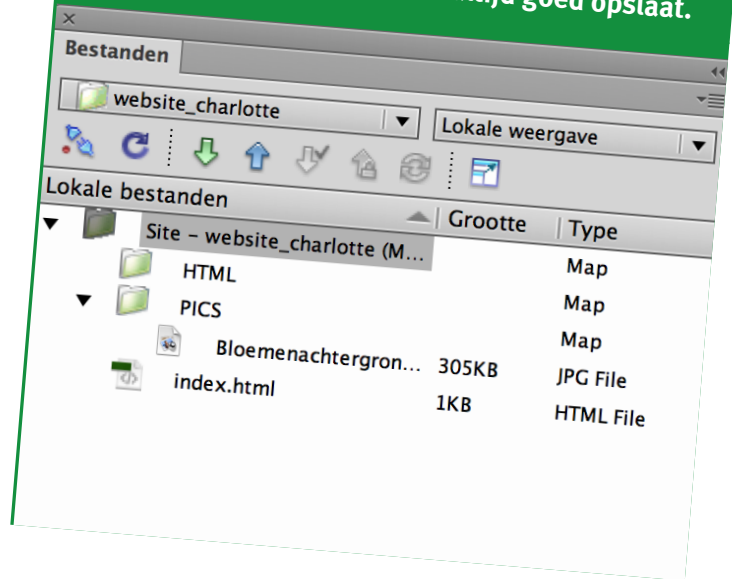 goed opslaat.
Bestanden
website_charlotte Lokale weergave
Lokale bestanden Grootte Type
Site – website_charlotte (M... Map
HTML Map
PICS Map
Bloemenachtergron... 305KB JPG File
index.html 1KB HTML File